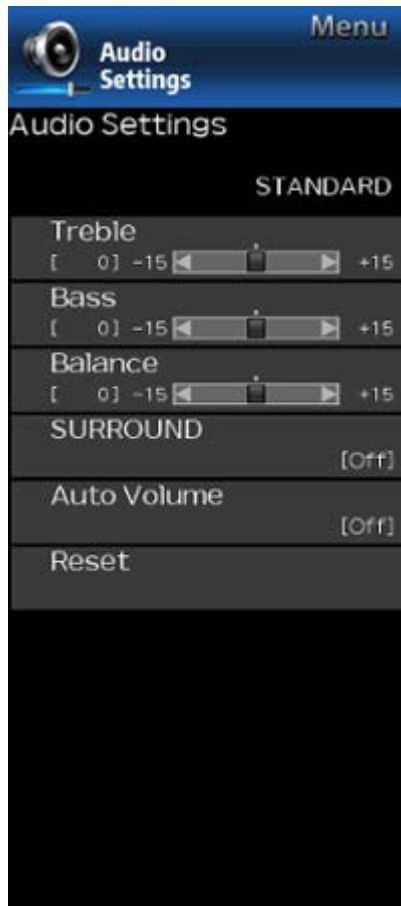 Menu
Audio
Settings
Audio Settings
STANDARD
Treble
[ 0] -15 +15
Bass
[ 0] -15 +15
Balance
[ 0] -15 +15
SURROUND
[Off]
Auto Volume
[Off]
Reset